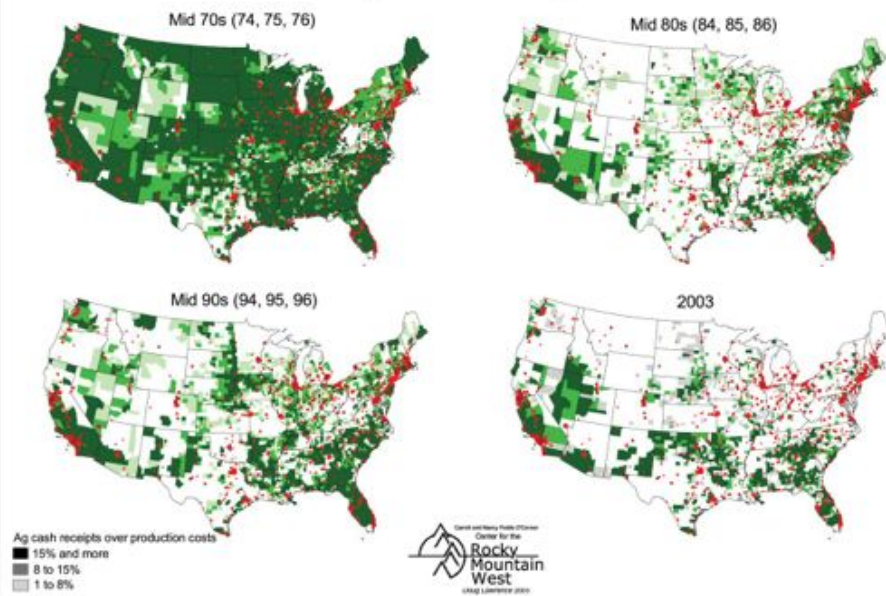 Mid 70s (74, 75, 76)
Mid 80s (84, 85, 86)
Mid 90s (94, 95, 96)
2003
Ag cash receipts over production costs
15% and more
8 to 15%
1 to 8%
Center for the
Rocky
Mountain
West